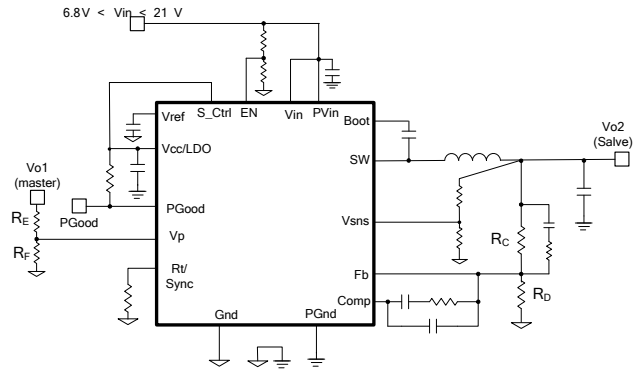 6.8V < Vin < 21 V
S_Ctrl EN Vin PVin
Vref
Boot
Vo2
(Salve)
Vcc/LDO
SW
Vo1
(master)
PGood
PGood
RE
Vsns
RC
Vp
RF
Rt/
Sync
Fb
RD
Comp
Gnd
PGnd